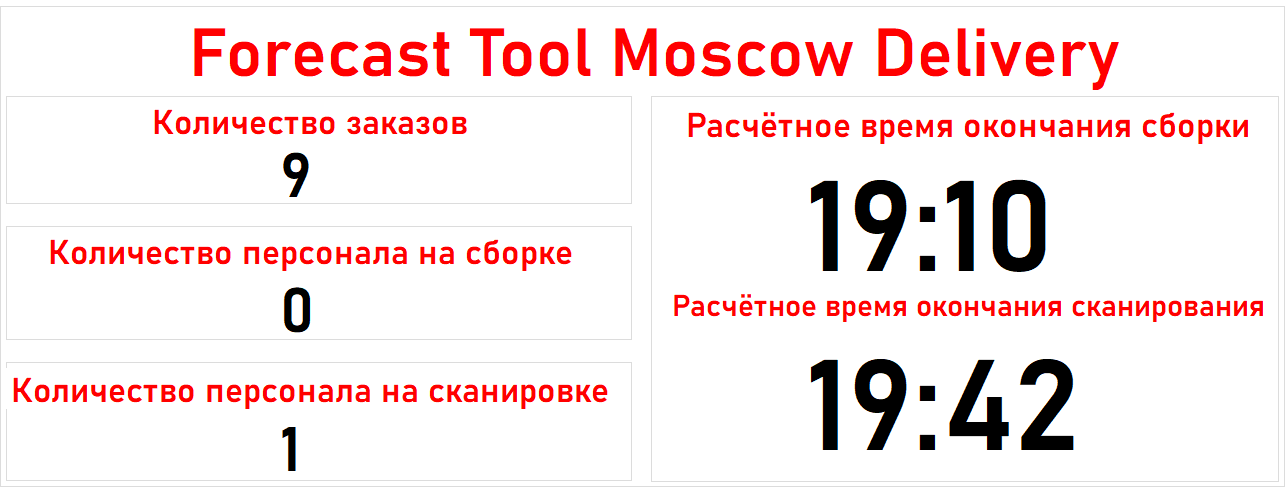 Forecast Tool Moscow Delivery
Количество заказов
9
Количество персонала на сборке
0
Количество персонала на сканировке
1
Расчётное время окончания сборки
19:10
Расчётное время окончания сканирования
19:42